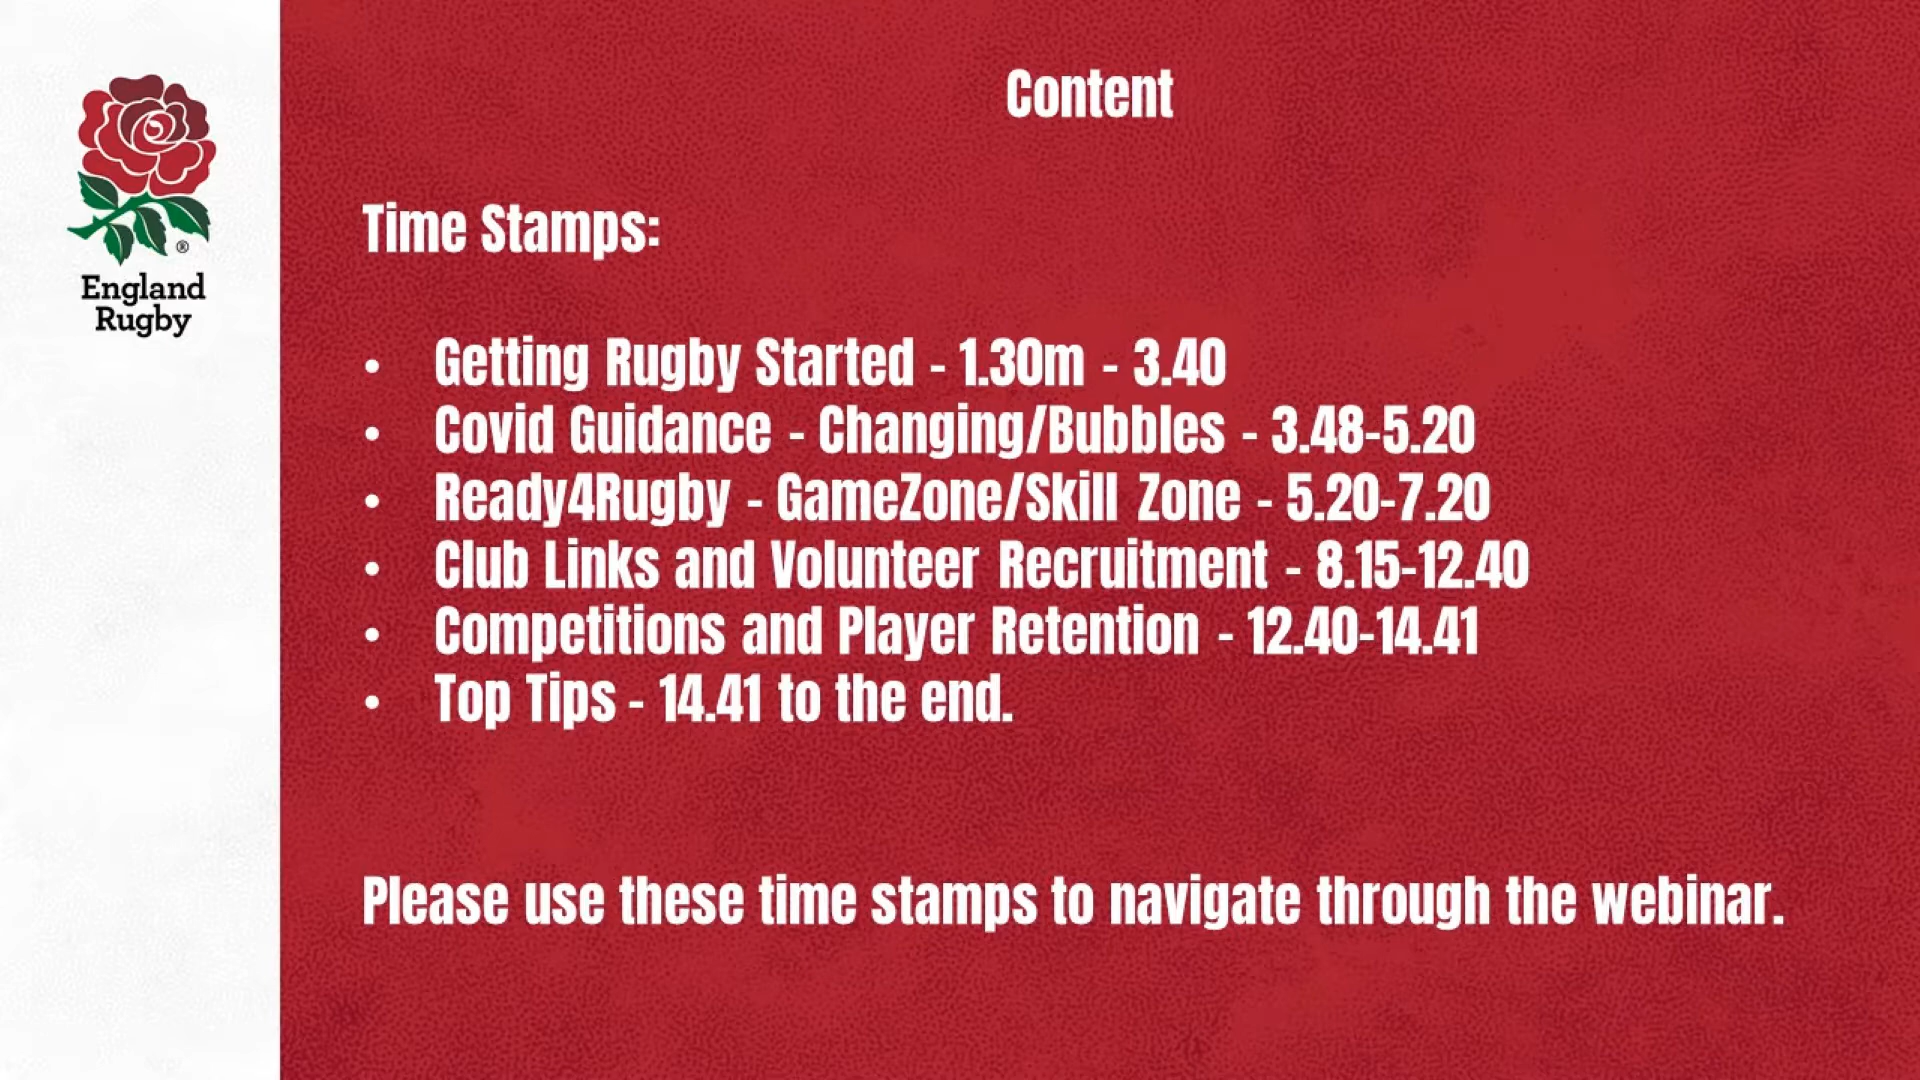 Content
England
Rugby
Time Stamps:
• Getting Rugby Started - 1.30m - 3.40
• Covid Guidance - Changing/Bubbles - 3.48-5.20
• Ready4Rugby - GameZone/Skill Zone - 5.20-7.20
• Club Links and Volunteer Recruitment - 8.15-12.40
• Competitions and Player Retention - 12.40-14.41
• Top Tips - 14.41 to the end.
Please use these time stamps to navigate through the webinar.